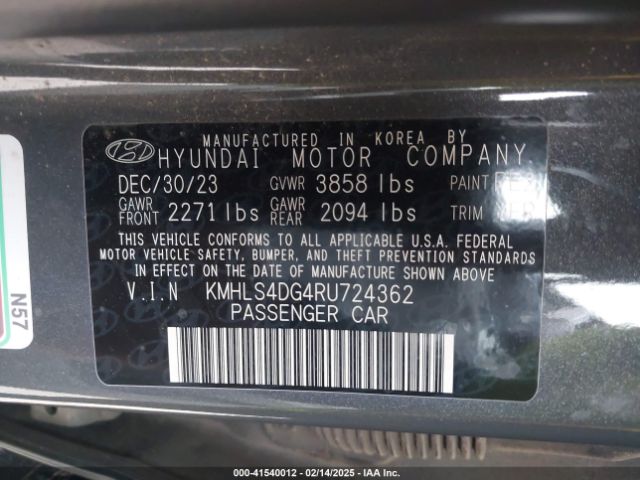 MANUFACTURED IN KOREA BY
HYUNDAI MOTOR COMPANY
DEC/30/23 GVWR 3858 lbs PAINT
GAWR FRONT 2271 lbs GAWR REAR 2094 lbs TRIM
THIS VEHICLE CONFORMS TO ALL APPLICABLE U.S.A. FEDERAL
MOTOR VEHICLE SAFETY, BUMPER, AND THEFT PREVENTION STANDARDS
IN EFFECT ON THE DATE OF MANUFACTURE SHOWN ABOVE
V.I.N KMHLS4DG4RU724362
PASSENGER CAR
N57
000-41540012 - 02/14/2025 - IAA Inc.